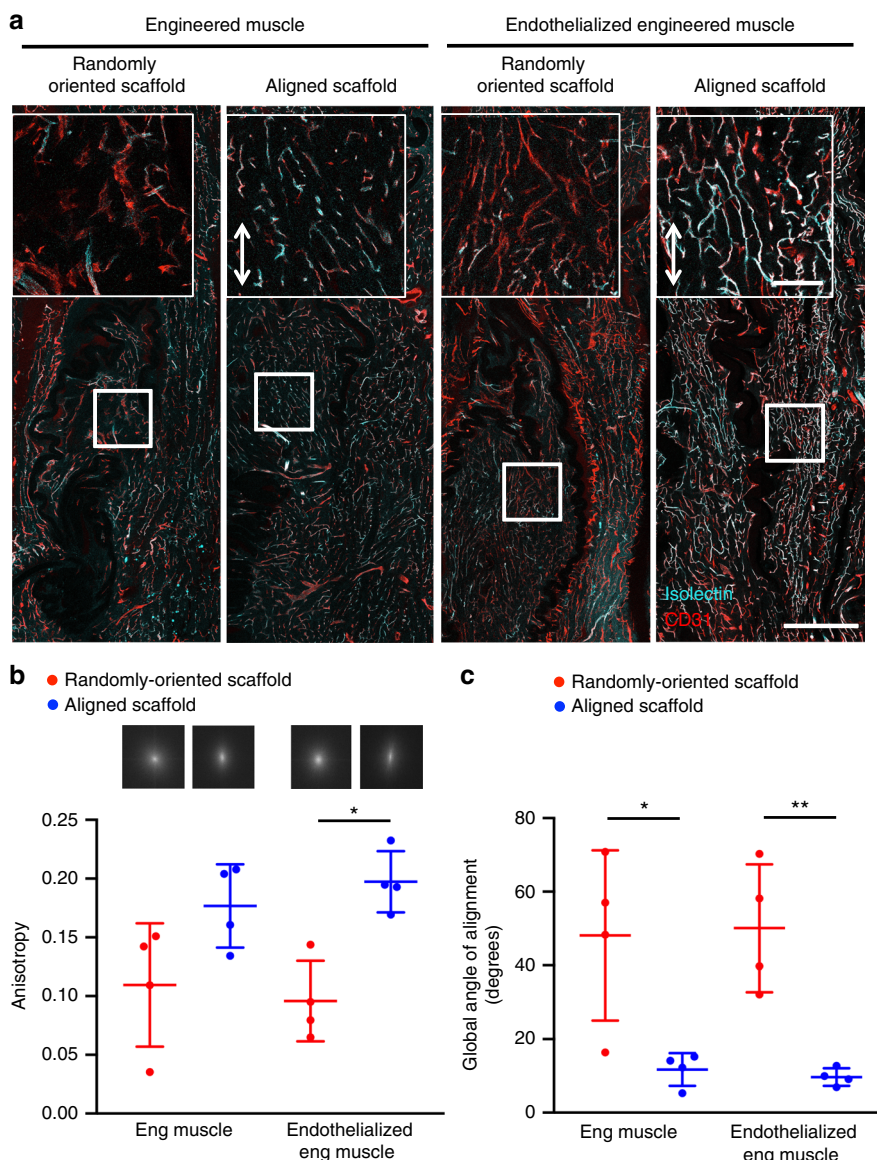 a
Engineered muscle
Endothelialized engineered muscle
Randomly
oriented scaffold
Aligned scaffold
Randomly
oriented scaffold
Aligned scaffold
Isolectin
CD31
b
Randomly-oriented scaffold
Aligned scaffold
*
0.25
0.20
0.15
0.10
0.05
0.00
Anisotropy
Eng muscle
Endothelialized
eng muscle
c
Randomly-oriented scaffold
Aligned scaffold
*
**
80
60
40
20
0
Global angle of alignment
(degrees)
Eng muscle
Endothelialized
eng muscle